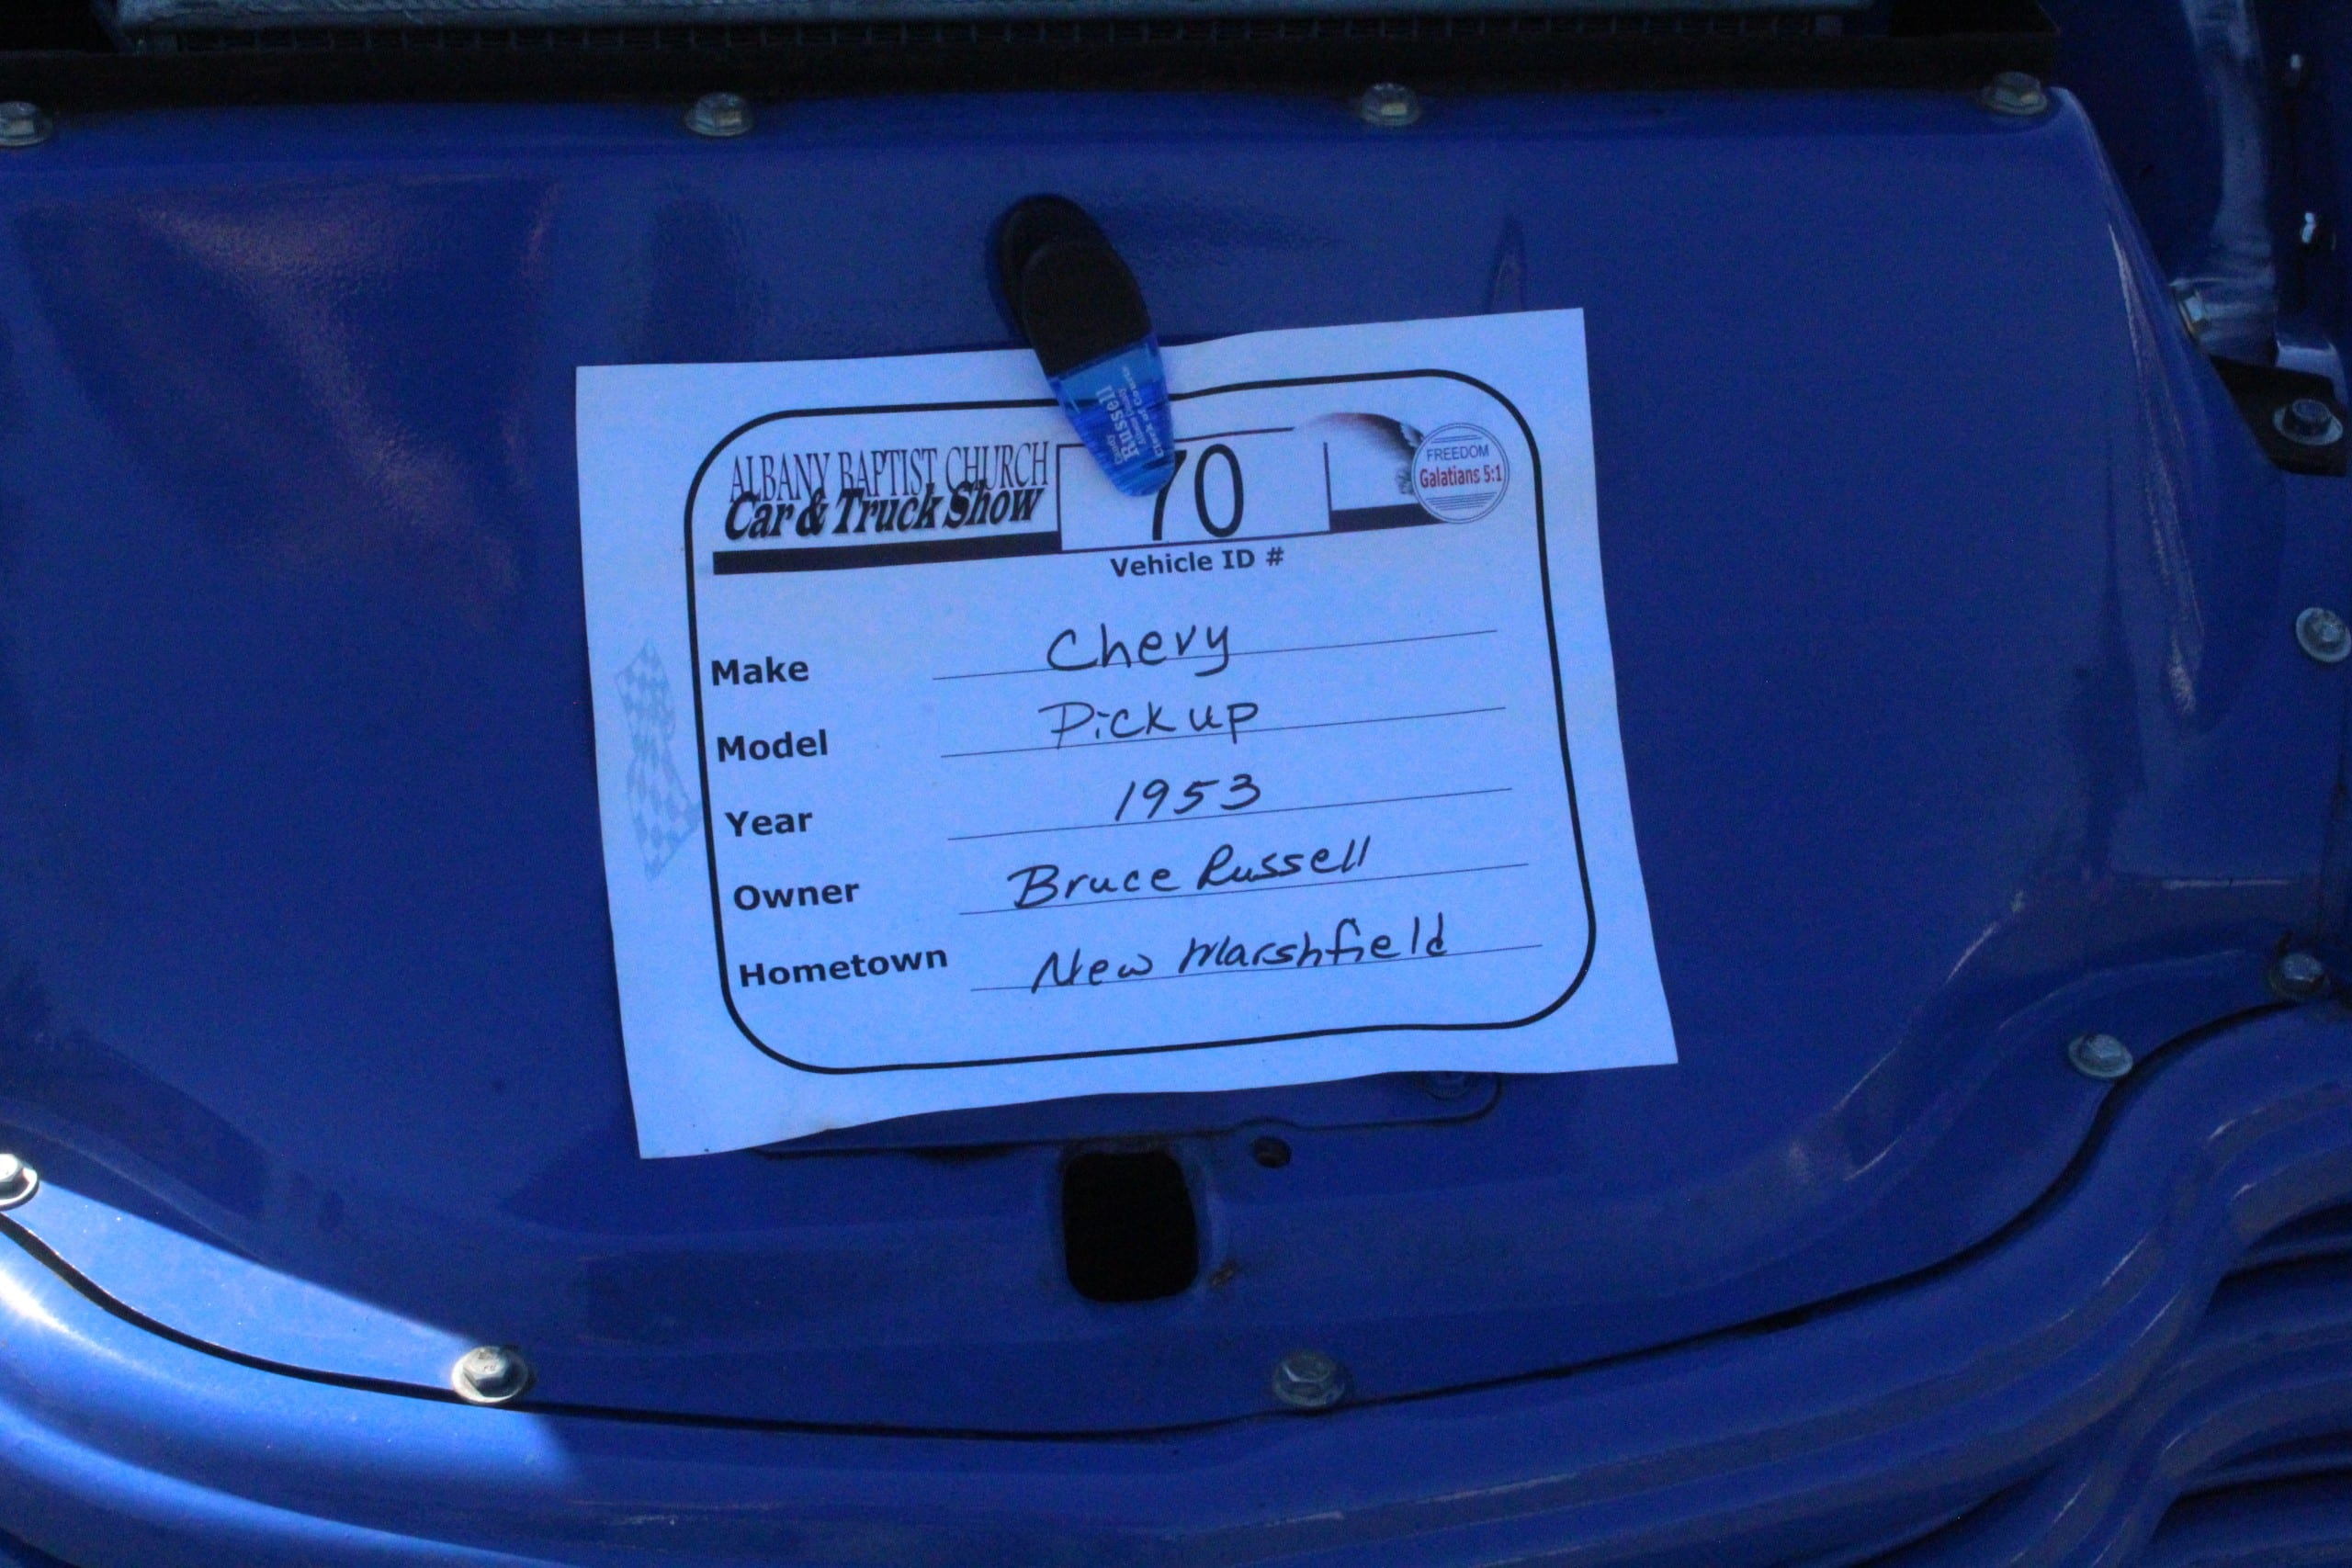 Russell
ALBANY BAPTIST CHURCH
Car & Truck Show
70
Vehicle ID #
FREEDOM
Galatians 5:1
Make Chevy
Model Pickup
Year 1953
Owner Bruce Russell
Hometown New Marshfield